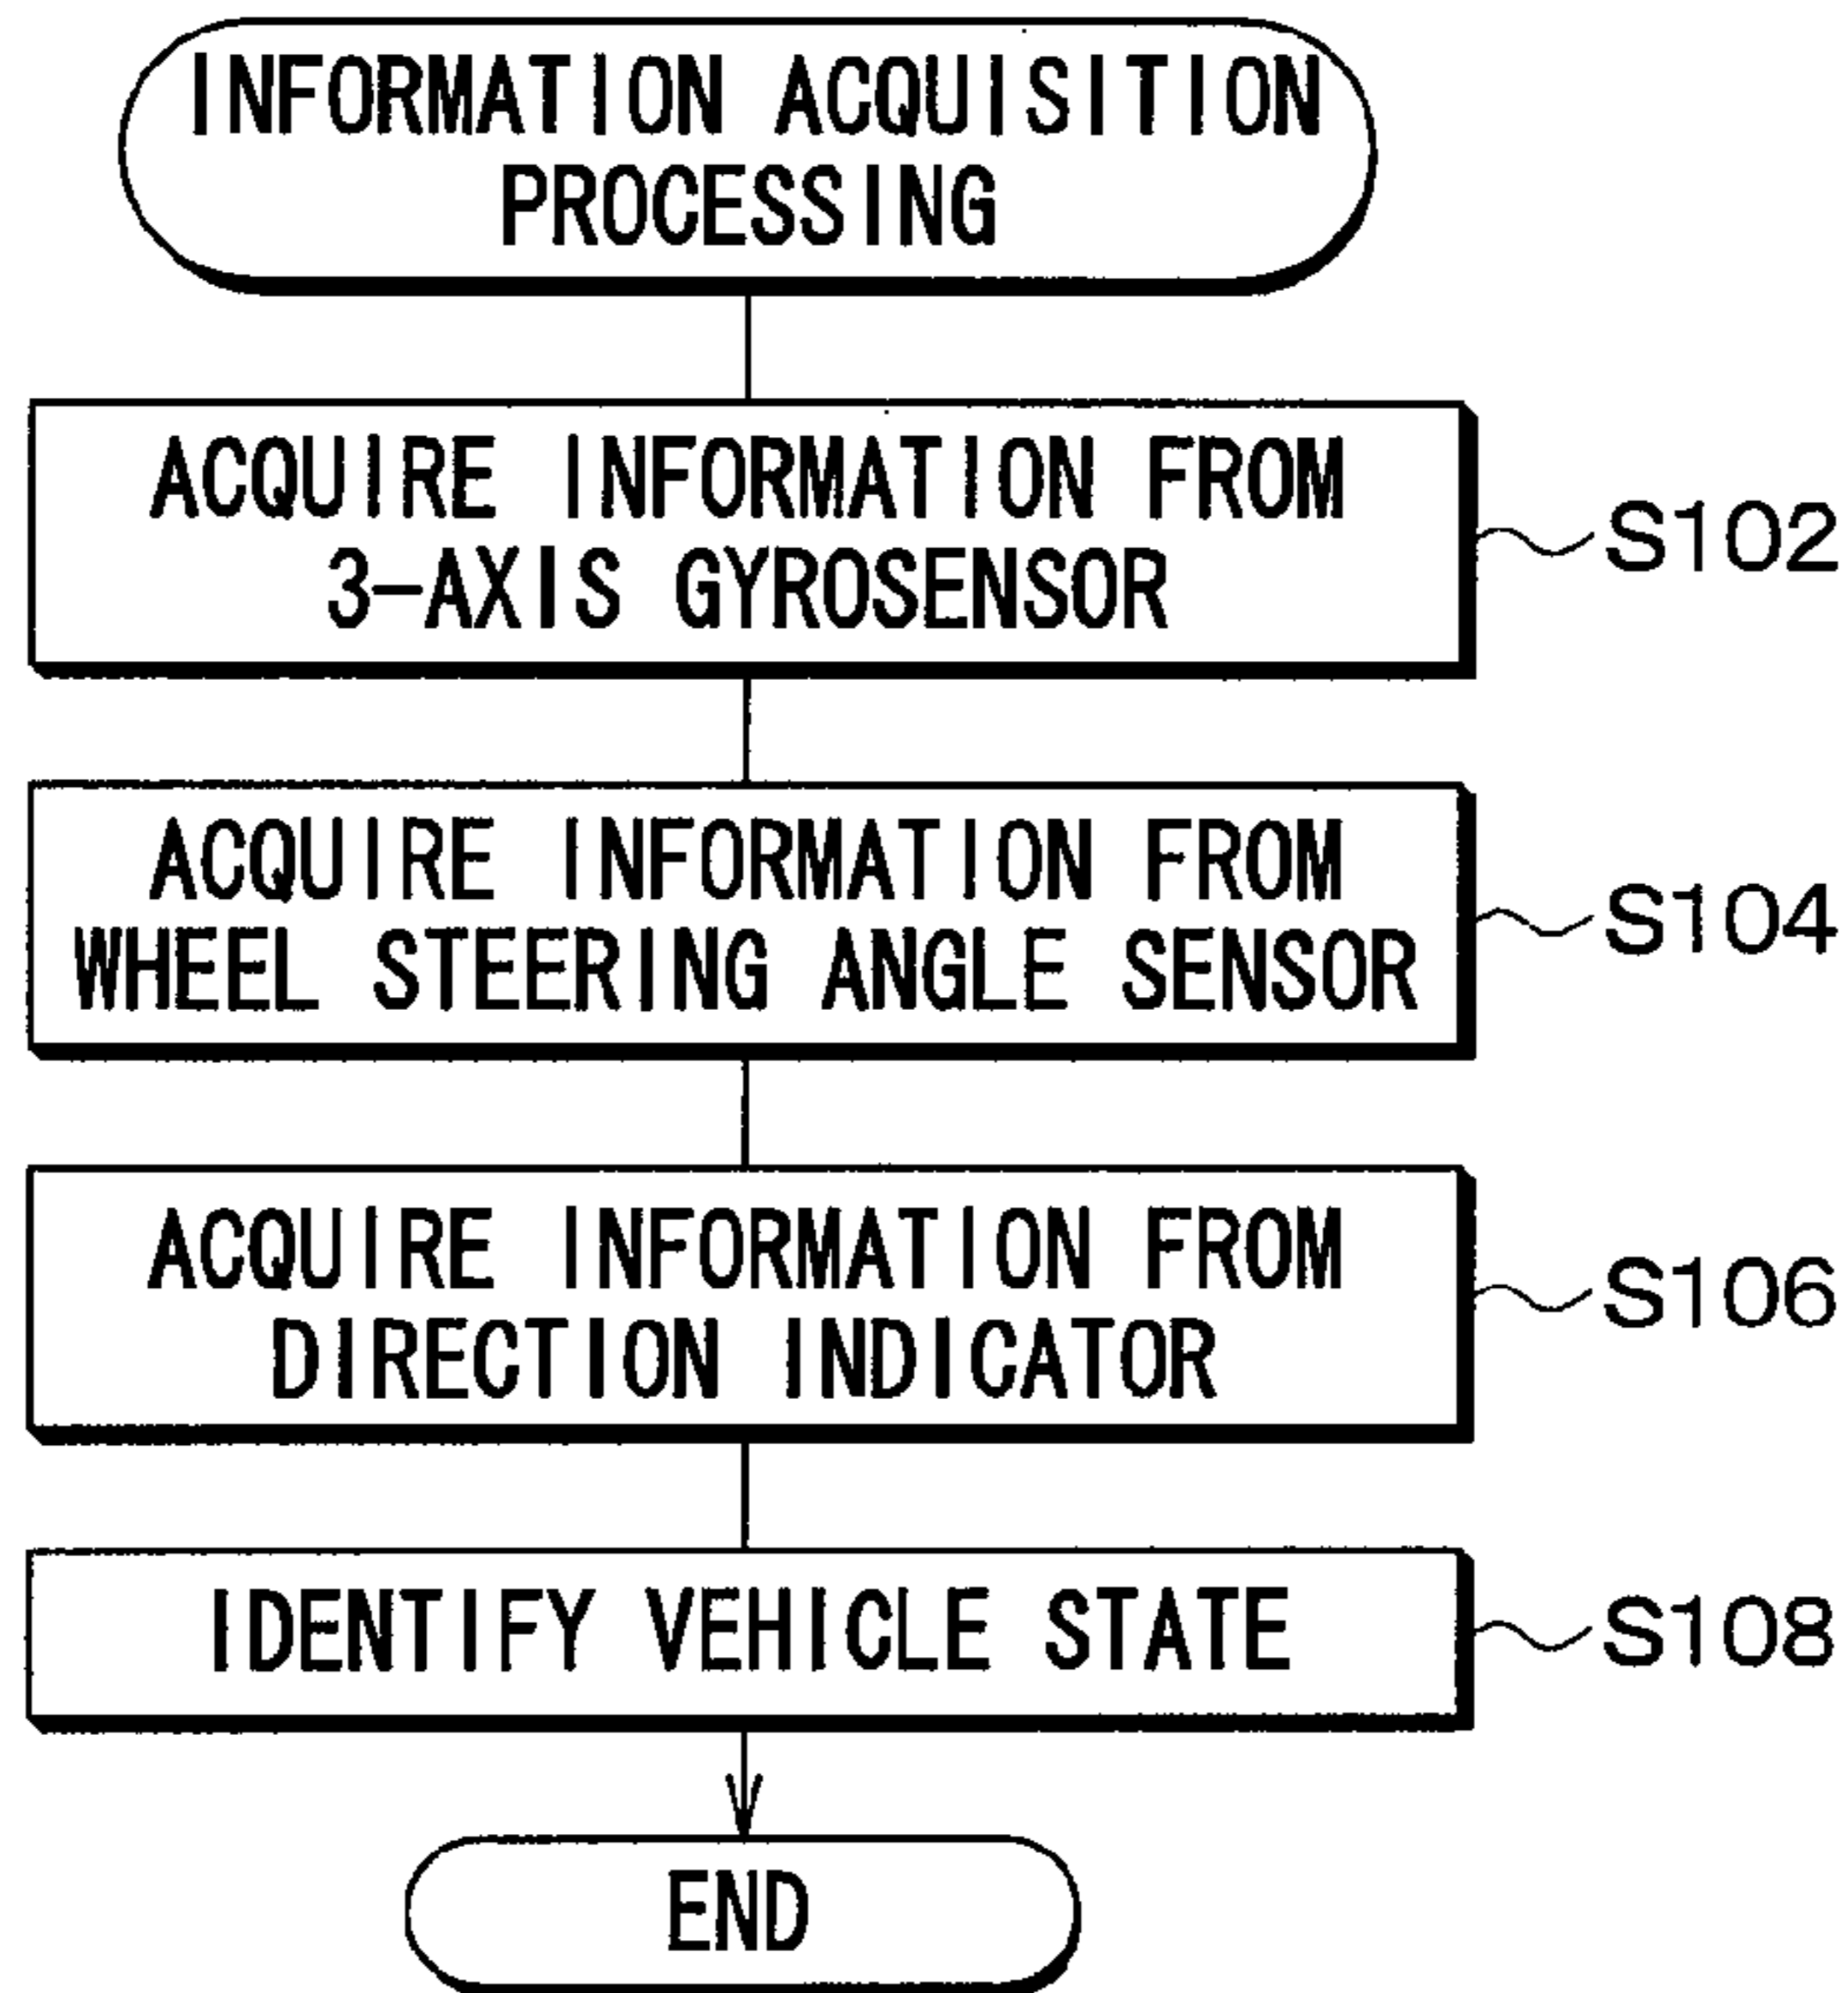 INFORMATION ACQUISITION
PROCESSING
ACQUIRE INFORMATION FROM
3-AXIS GYROSENSOR
S102
ACQUIRE INFORMATION FROM
WHEEL STEERING ANGLE SENSOR
S104
ACQUIRE INFORMATION FROM
DIRECTION INDICATOR
S106
IDENTIFY VEHICLE STATE
S108
END